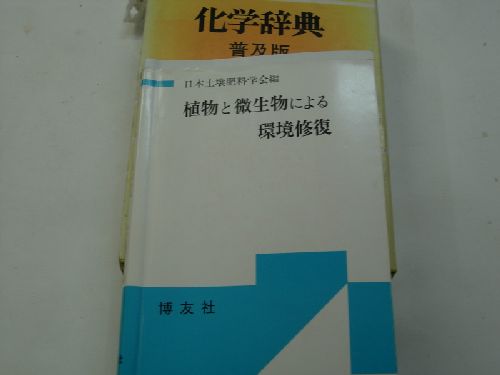 化学辞典
普及版
日本土壌肥料学会編
植物と微生物による
環境修復
博友社